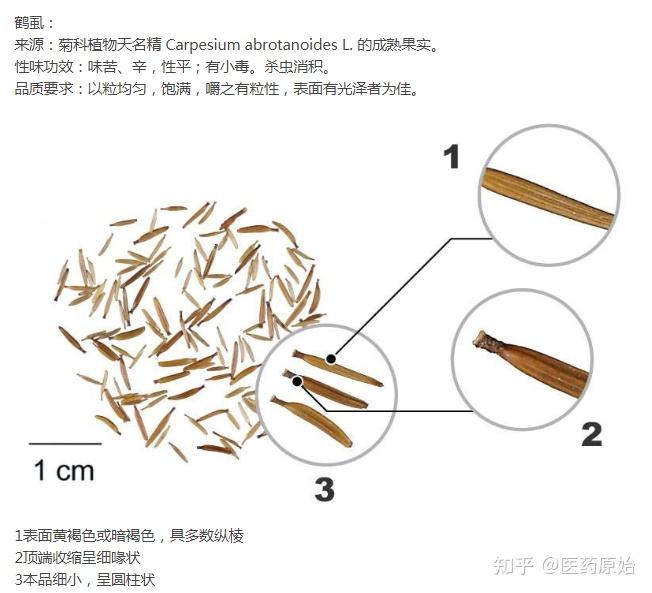 鹤虱：
来源：菊科植物天名精 Carpesium abrotanoides L. 的成熟果实。
性味功效：味苦、辛，性平；有小毒。杀虫消积。
品质要求：以粒均匀，饱满，嚼之有粒性，表面有光泽者为佳。
1
2
1 cm
3
1表面黄褐色或暗褐色，具多数纵棱
2顶端收缩呈细喙状
3本品细小，呈圆柱状
知乎 @医药原始